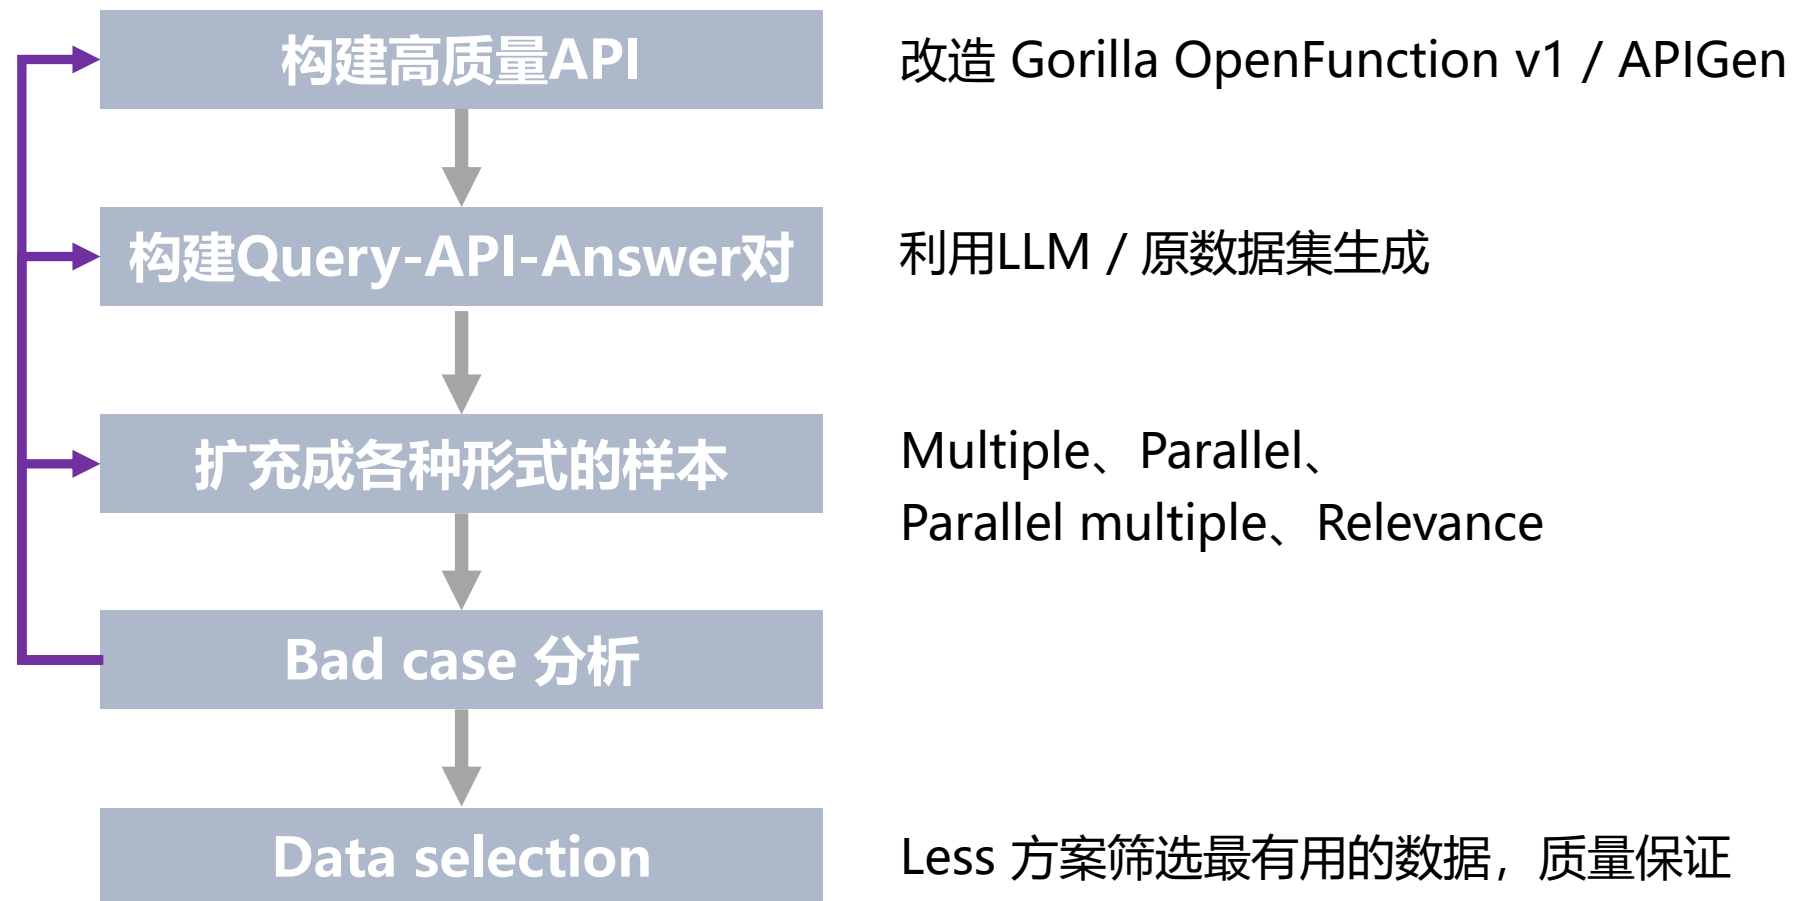 构建高质量API
改造 Gorilla OpenFunction v1 / APIGen
构建Query-API-Answer对
利用LLM / 原数据集生成
扩充成各种形式的样本
Multiple、Parallel、
Parallel multiple、Relevance
Bad case 分析
Data selection
Less 方案筛选最有用的数据，质量保证